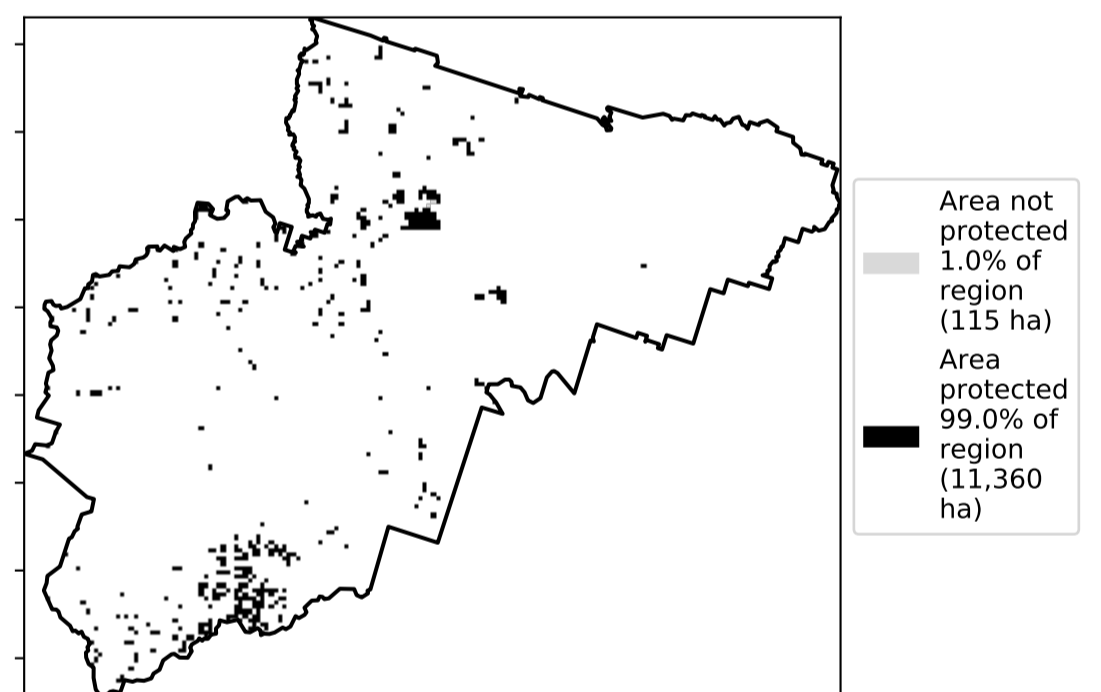 Area not
protected
1.0% of
region
(115 ha)
Area
protected
99.0% of
region
(11,360
ha)